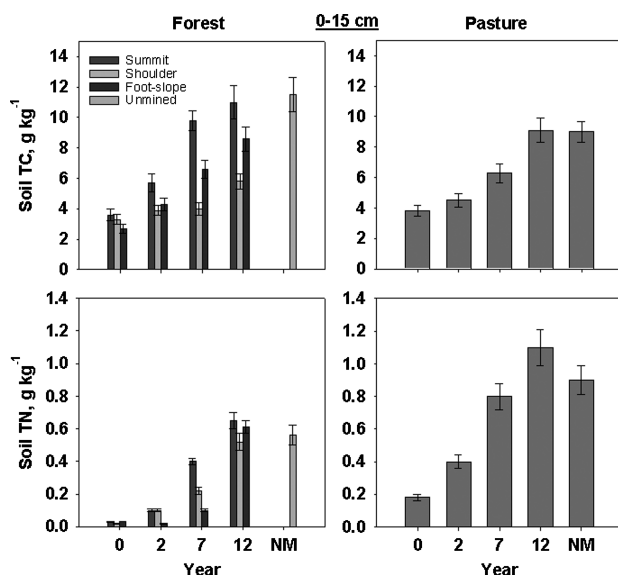 Forest
0-15 cm
Pasture
Soil TC, g kg-1
14
12
10
8
6
4
2
0
Summit
Shoulder
Foot-slope
Unmined
14
12
10
8
6
4
2
0
Soil TN, g kg-1
1.4
1.2
1.0
0.8
0.6
0.4
0.2
0.0
1.4
1.2
1.0
0.8
0.6
0.4
0.2
0.0
0 2 7 12 NM
0 2 7 12 NM
Year
Year